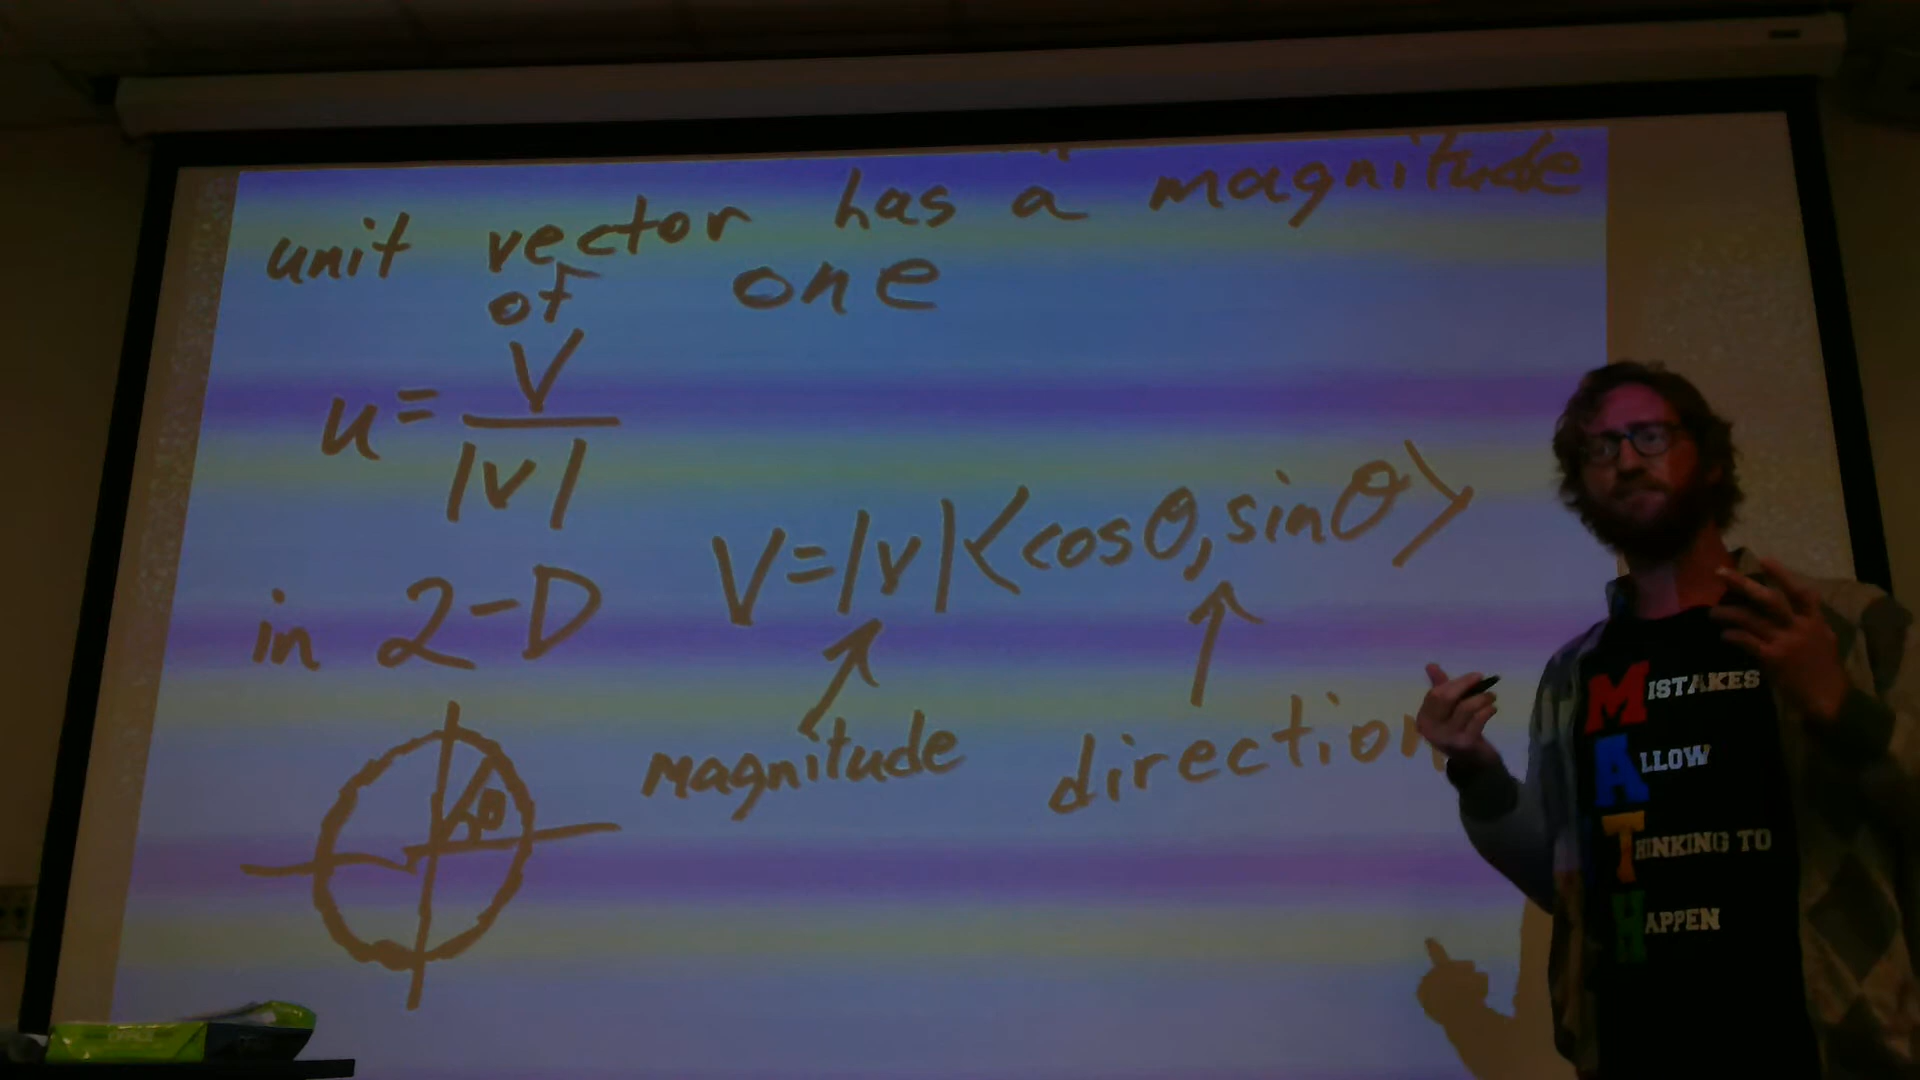 unit vector has a magnitude
of one
u = V / |v|
in 2-D
V = |v|<cosθ, sinθ>
magnitude
direction
θ
MISTAKES
ALLOW
THINKING TO
HAPPEN